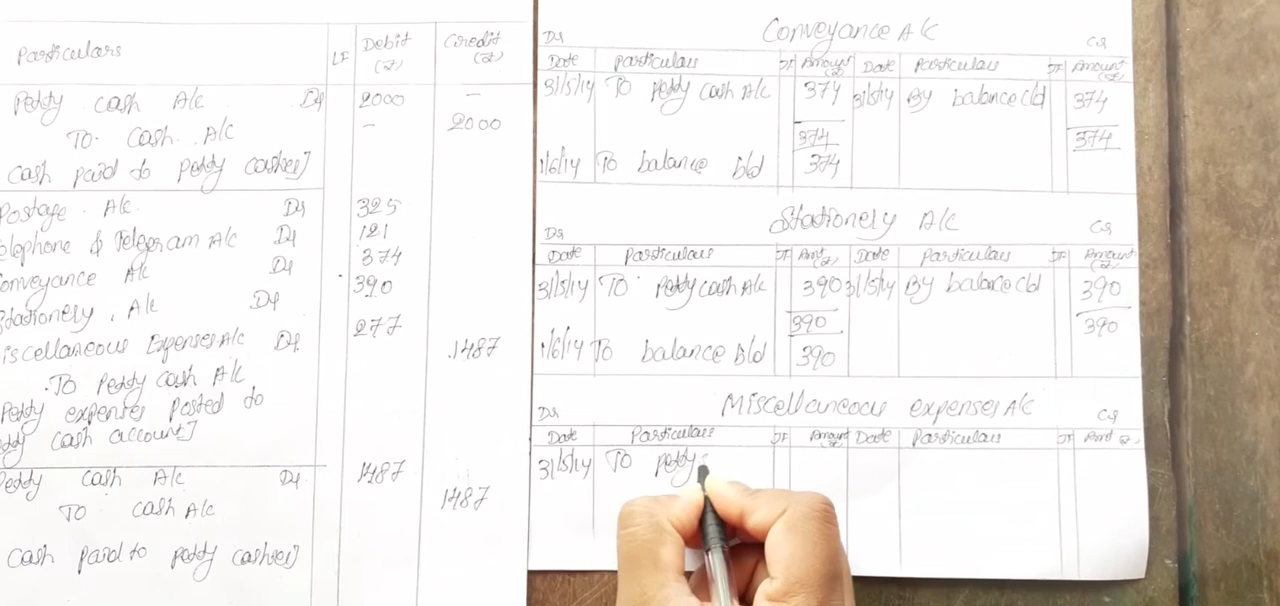 Particulars LF Debit (₹) Credit (₹)
Petty cash A/c Dr 2000 —
To cash A/c — 2000
cash paid to petty cashier]
Postage A/c Dr 325
elephone & Telegram A/c Dr 121
onveyance A/c Dr 374
Stationery A/c Dr 390
iscellaneous Expenses A/c Dr 277
To Petty cash A/c 1487
Petty expenses posted to
etty cash account]
Petty cash A/c Dr 1487
To cash A/c 1487
cash paid to petty cashier]
Conveyance A/c
Dr Cr
Date particulars JF Amount (₹) Date particulars JF Amount (₹)
31/5/14 To petty cash A/c 374 31/5/14 By balance c/d 374
374 374
1/6/14 To balance b/d 374
Stationery A/c
Dr Cr
Date particulars JF Amt (₹) Date particulars JF Amount (₹)
31/5/14 To petty cash A/c 390 31/5/14 By balance c/d 390
390 390
1/6/14 To balance B/d 390
Miscellaneous expenses A/c
Dr Cr
Date Particulars JF Amount Date Particulars JF Amt ₹
31/5/14 To petty